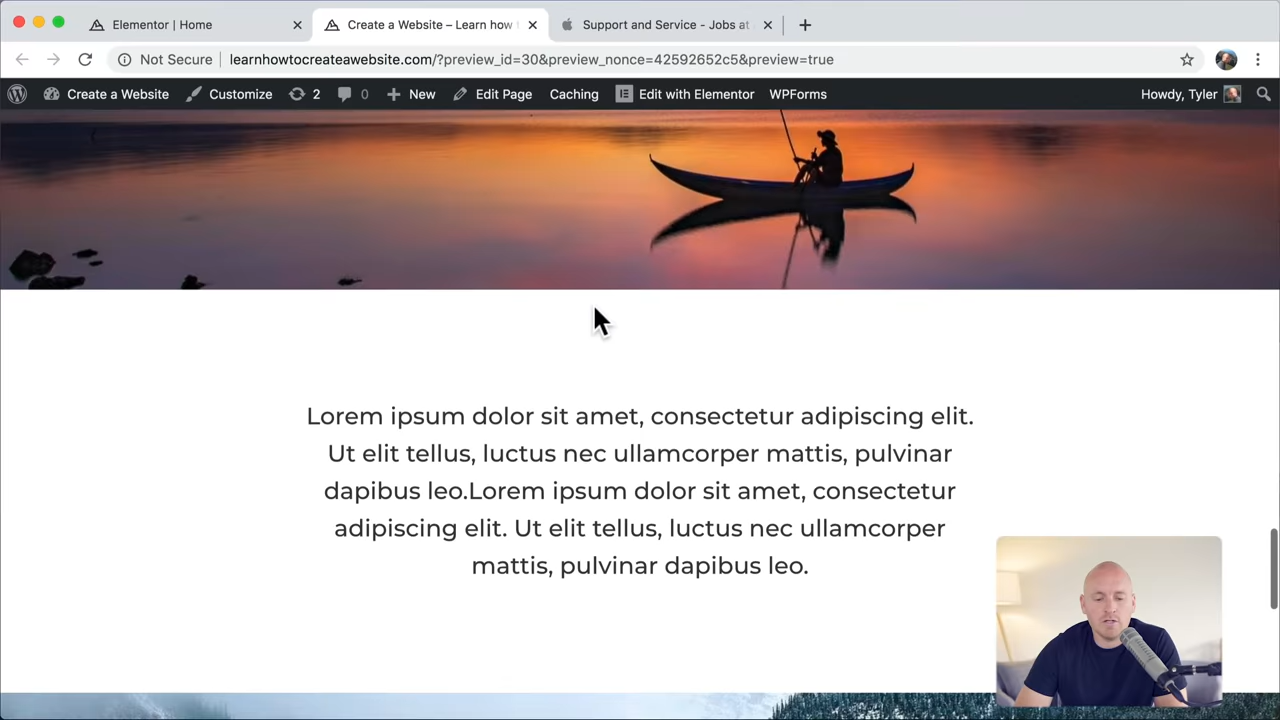 Elementor | Home
Create a Website – Learn how
Support and Service - Jobs at
Not Secure
learnhowtocreateawebsite.com/?preview_id=30&preview_nonce=42592652c5&preview=true
Create a Website
Customize
2
0
New
Edit Page
Caching
Edit with Elementor
WPForms
Howdy, Tyler
Lorem ipsum dolor sit amet, consectetur adipiscing elit.
Ut elit tellus, luctus nec ullamcorper mattis, pulvinar
dapibus leo.Lorem ipsum dolor sit amet, consectetur
adipiscing elit. Ut elit tellus, luctus nec ullamcorper
mattis, pulvinar dapibus leo.